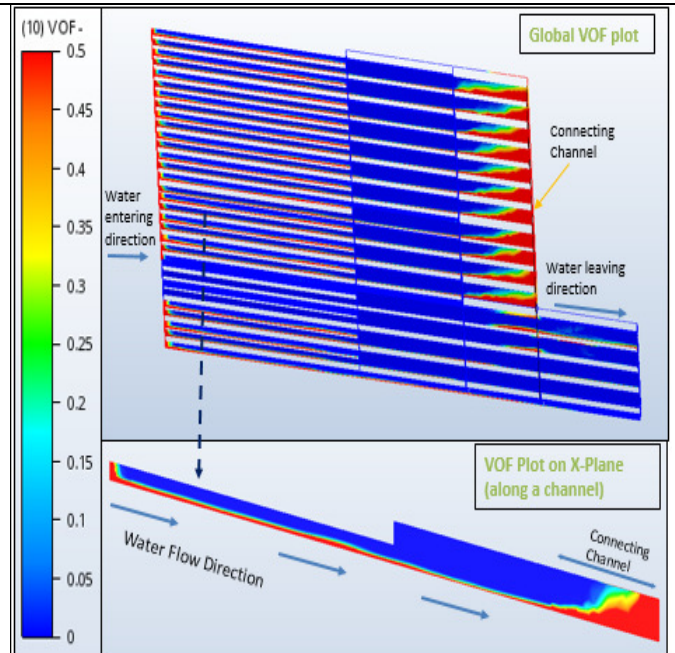 (10) VOF -
0.5
0.45
0.4
0.35
0.3
0.25
0.2
0.15
0.1
0.05
0
Global VOF plot
Connecting
Channel
Water
entering
direction
Water leaving
direction
VOF Plot on X-Plane
(along a channel)
Water Flow Direction
Connecting
Channel